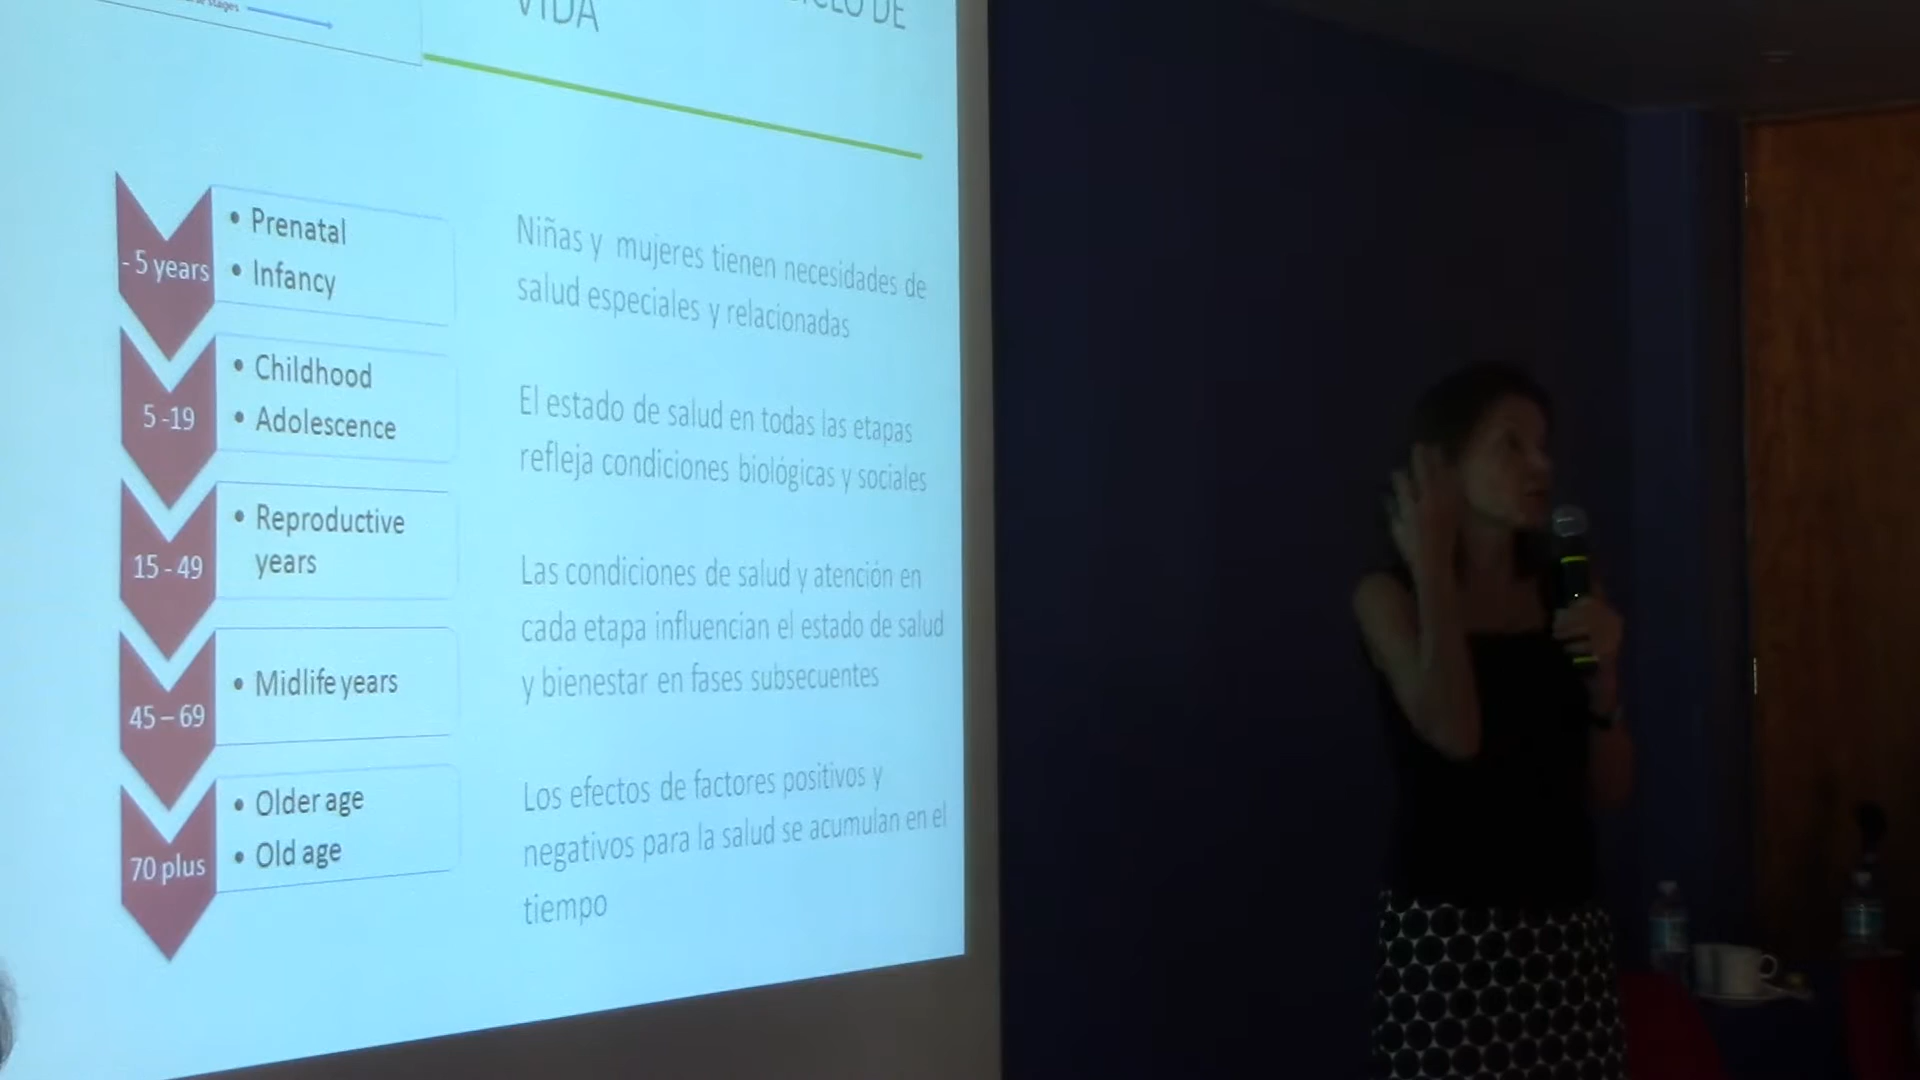 stages
CICLO DE
VIDA
- 5 years
• Prenatal
• Infancy
5 -19
• Childhood
• Adolescence
15 - 49
• Reproductive
years
45 – 69
• Midlife years
70 plus
• Older age
• Old age
Niñas y mujeres tienen necesidades de
salud especiales y relacionadas
El estado de salud en todas las etapas
refleja condiciones biológicas y sociales
Las condiciones de salud y atención en
cada etapa influencian el estado de salud
y bienestar en fases subsecuentes
Los efectos de factores positivos y
negativos para la salud se acumulan en el
tiempo